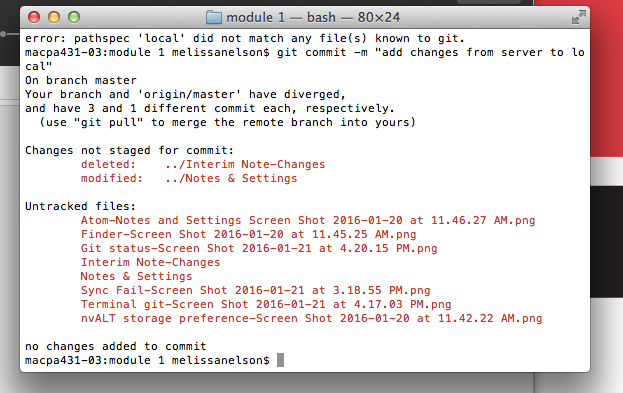 module 1 — bash — 80×24
error: pathspec 'local' did not match any file(s) known to git.
macpa431-03:module 1 melissanelson$ git commit -m "add changes from server to lo
cal"
On branch master
Your branch and 'origin/master' have diverged,
and have 3 and 1 different commit each, respectively.
  (use "git pull" to merge the remote branch into yours)
Changes not staged for commit:
deleted:    ../Interim Note-Changes
modified:   ../Notes & Settings
Untracked files:
Atom-Notes and Settings Screen Shot 2016-01-20 at 11.46.27 AM.png
Finder-Screen Shot 2016-01-20 at 11.45.25 AM.png
Git status-Screen Shot 2016-01-21 at 4.20.15 PM.png
Interim Note-Changes
Notes & Settings
Sync Fail-Screen Shot 2016-01-21 at 3.18.55 PM.png
Terminal git-Screen Shot 2016-01-21 at 4.17.03 PM.png
nvALT storage preference-Screen Shot 2016-01-20 at 11.42.22 AM.png
no changes added to commit
macpa431-03:module 1 melissanelson$